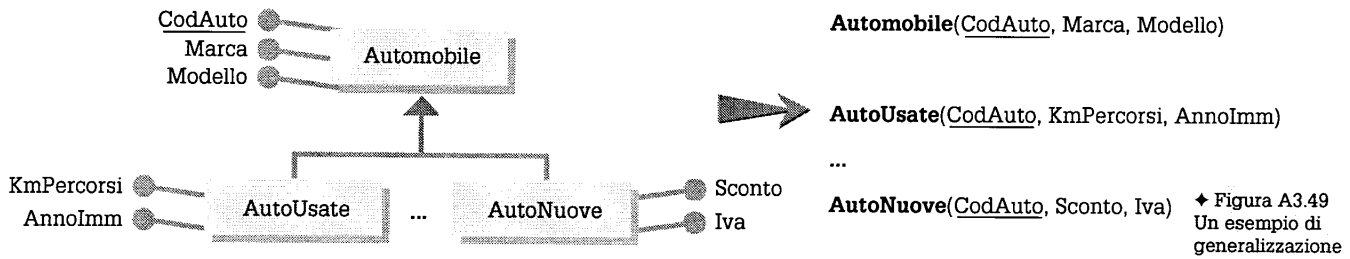 CodAuto
Marca
Modello
Automobile
KmPercorsi
AnnoImm
AutoUsate
...
AutoNuove
Sconto
Iva
Automobile(CodAuto, Marca, Modello)
AutoUsate(CodAuto, KmPercorsi, AnnoImm)
...
AutoNuove(CodAuto, Sconto, Iva)
✦ Figura A3.49
Un esempio di
generalizzazione